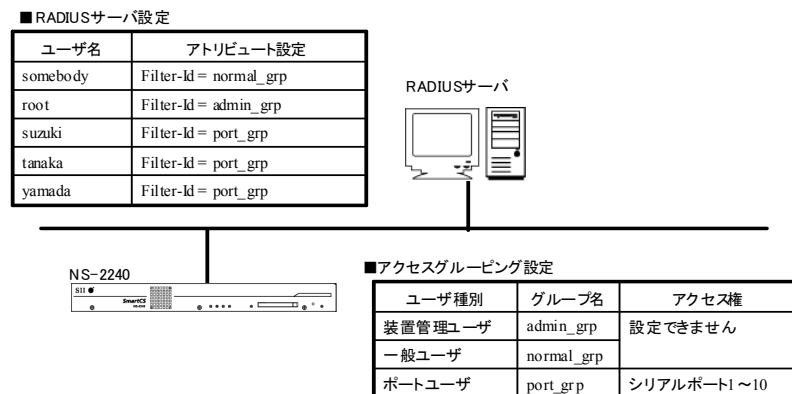 ■RADIUSサーバ設定
ユーザ名 アトリビュート設定
somebody Filter-Id = normal_grp
root Filter-Id = admin_grp
suzuki Filter-Id = port_grp
tanaka Filter-Id = port_grp
yamada Filter-Id = port_grp
RADIUSサーバ
NS-2240
SII
SmartCS
■アクセスグルーピング設定
ユーザ種別 グループ名 アクセス権
装置管理ユーザ admin_grp 設定できません
一般ユーザ normal_grp
ポートユーザ port_grp シリアルポート1～10